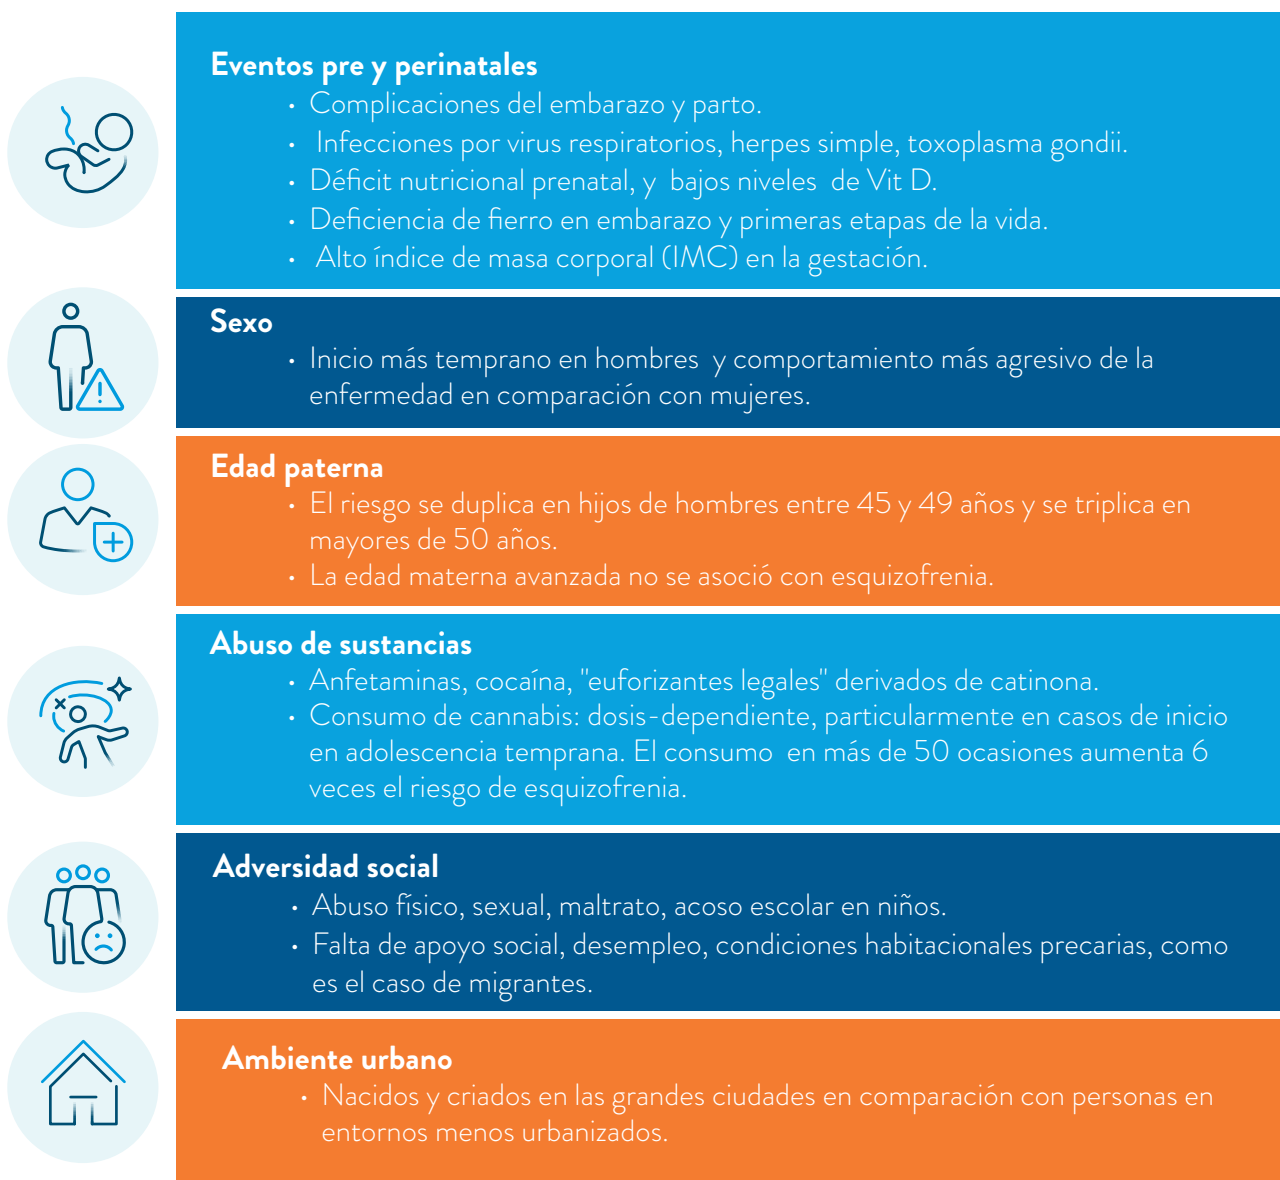 Eventos pre y perinatales
• Complicaciones del embarazo y parto.
• Infecciones por virus respiratorios, herpes simple, toxoplasma gondii.
• Déficit nutricional prenatal, y bajos niveles de Vit D.
• Deficiencia de fierro en embarazo y primeras etapas de la vida.
• Alto índice de masa corporal (IMC) en la gestación.
Sexo
• Inicio más temprano en hombres y comportamiento más agresivo de la
enfermedad en comparación con mujeres.
Edad paterna
• El riesgo se duplica en hijos de hombres entre 45 y 49 años y se triplica en
mayores de 50 años.
• La edad materna avanzada no se asoció con esquizofrenia.
Abuso de sustancias
• Anfetaminas, cocaína, "euforizantes legales" derivados de catinona.
• Consumo de cannabis: dosis-dependiente, particularmente en casos de inicio
en adolescencia temprana. El consumo en más de 50 ocasiones aumenta 6
veces el riesgo de esquizofrenia.
Adversidad social
• Abuso físico, sexual, maltrato, acoso escolar en niños.
• Falta de apoyo social, desempleo, condiciones habitacionales precarias, como
es el caso de migrantes.
Ambiente urbano
• Nacidos y criados en las grandes ciudades en comparación con personas en
entornos menos urbanizados.